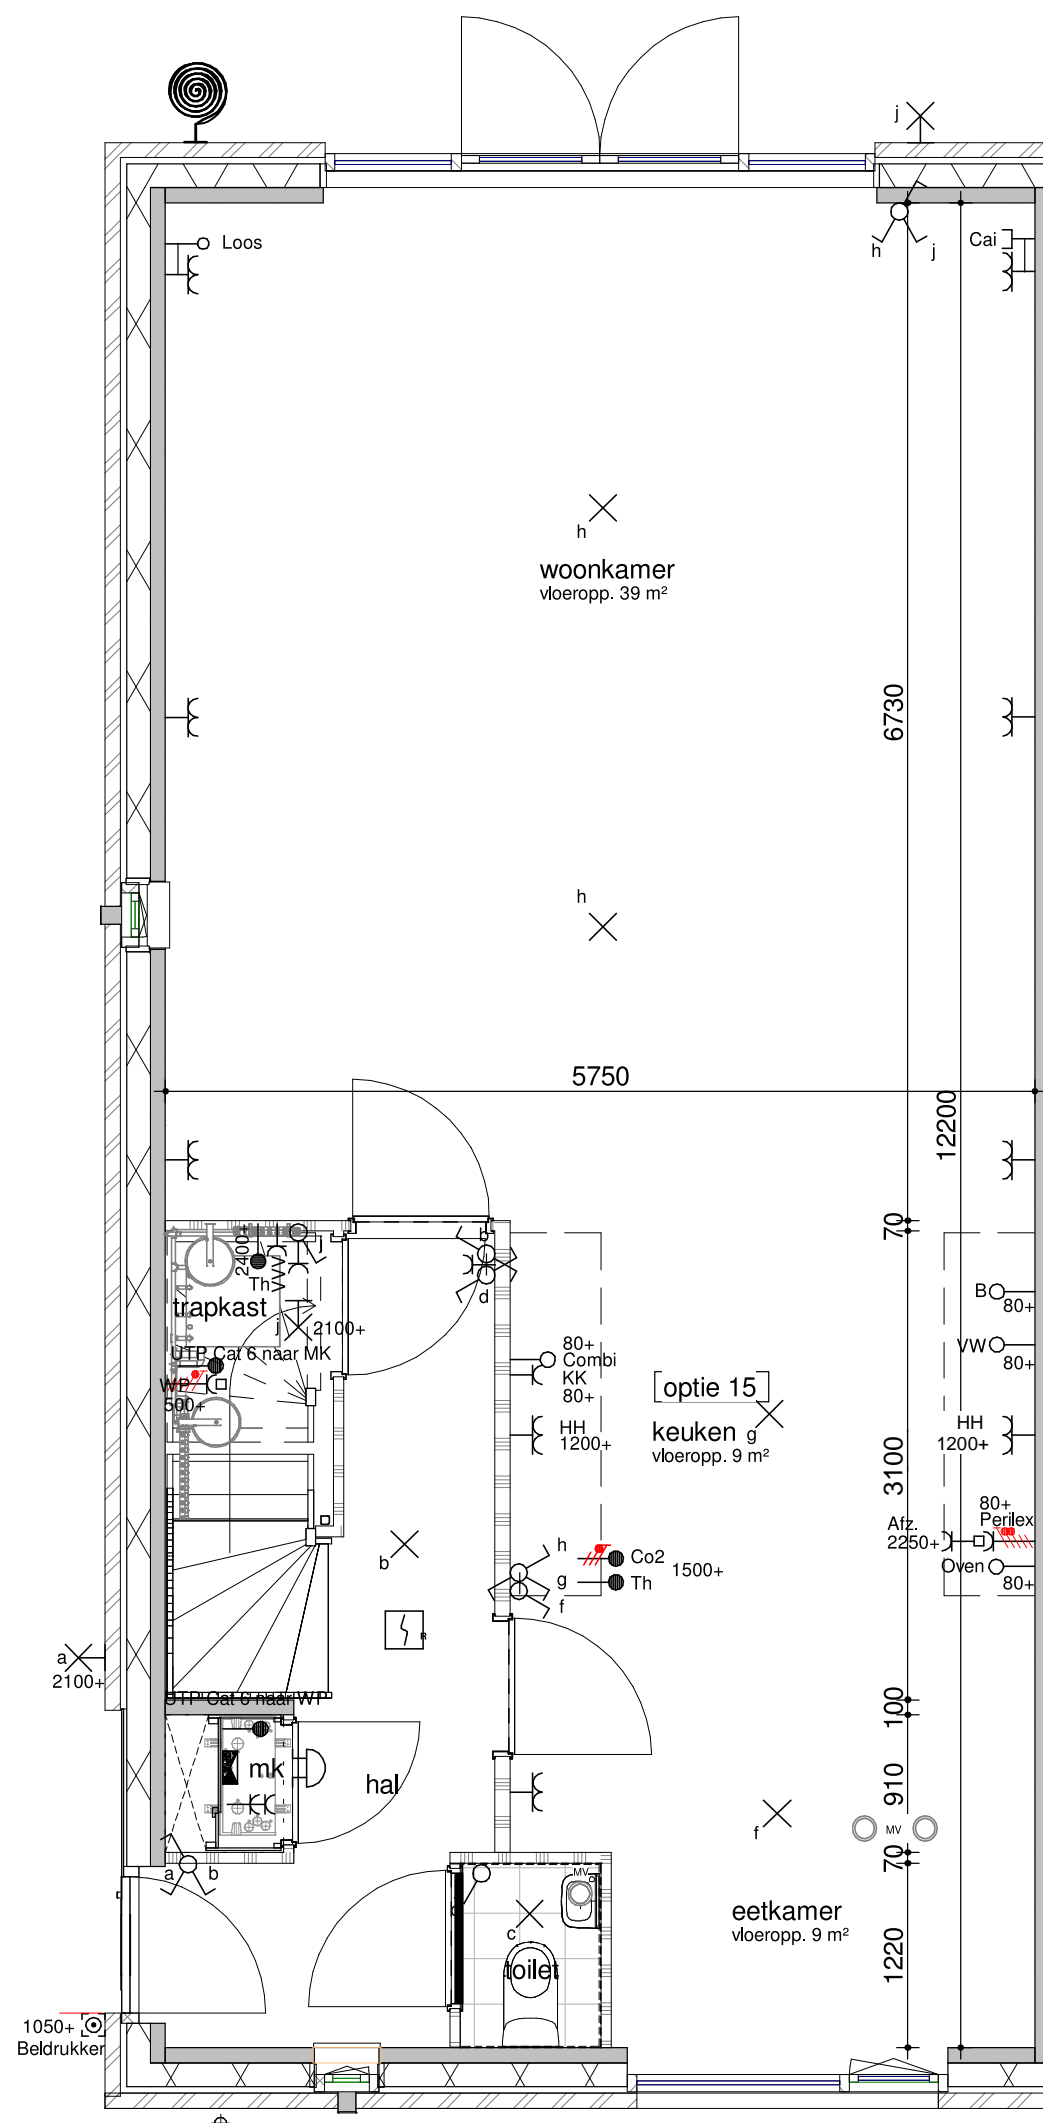 j
Loos
h
j
Cai
h
woonkamer
vloeropp. 39 m²
6730
h
5750
12200
70
b
2400+
j
Th
VWV
d
B
80+
trapkast
j
2100+
80+
Combi
KK
80+
VW
80+
UTP Cat 6 naar MK
WP
500+
optie 15
HH
1200+
keuken g
vloeropp. 9 m²
HH
1200+
3100
80+
Perilex
Afz.
2250+
h
Co2
1500+
b
g
Th
Oven
80+
f
a
2100+
UTP Cat 6 naar WP
100
mk
hal
910
f
MV
70
a
b
MV
c
eetkamer
vloeropp. 9 m²
1220
toilet
1050+
Beldrukker